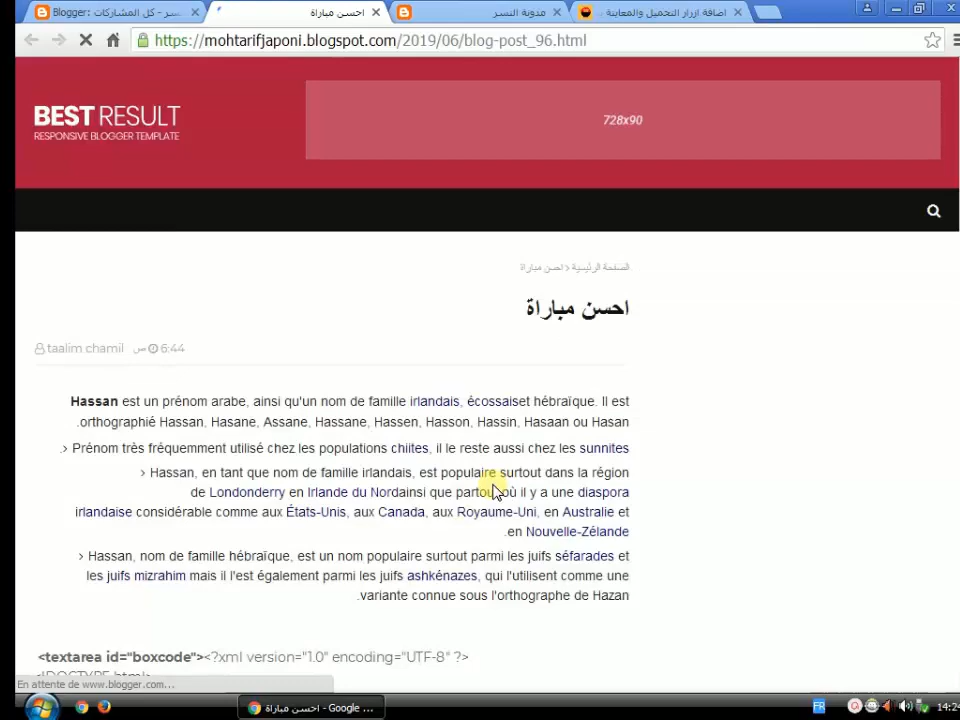 Blogger: سر - كل المشاركات
احسن مباراة
مدونة النسر
اضافة ازرار التحميل والمعاينة
https://mohtarifjaponi.blogspot.com/2019/06/blog-post_96.html
BEST RESULT
RESPONSIVE BLOGGER TEMPLATE
728x90
الصفحة الرئيسية › احسن مباراة
احسن مباراة
taalim chamil 6:44 ص
Hassan est un prénom arabe, ainsi qu'un nom de famille irlandais, écossaiset hébraïque. Il est
.orthographié Hassan, Hasane, Assane, Hassane, Hassen, Hasson, Hassin, Hasaan ou Hasan
.› Prénom très fréquemment utilisé chez les populations chiites, il le reste aussi chez les sunnites
› Hassan, en tant que nom de famille irlandais, est populaire surtout dans la région
de Londonderry en Irlande du Nordainsi que partout où il y a une diaspora
irlandaise considérable comme aux États-Unis, aux Canada, aux Royaume-Uni, en Australie et
.en Nouvelle-Zélande
› Hassan, nom de famille hébraïque, est un nom populaire surtout parmi les juifs séfarades et
les juifs mizrahim mais il l'est également parmi les juifs ashkénazes, qui l'utilisent comme une
.variante connue sous l'orthographe de Hazan
<textarea id="boxcode"><?xml version="1.0" encoding="UTF-8" ?>
<!DOCTYPE html>
En attente de www.blogger.com...
احسن مباراة - Google ...
FR
14:24